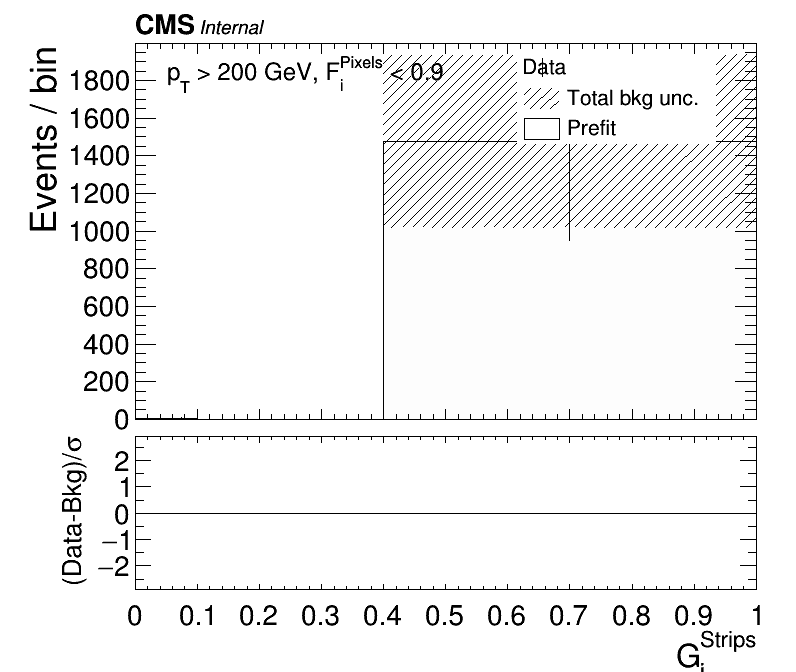 CMS Internal
p_T > 200 GeV, F_i^Pixels < 0.9
Data
Total bkg unc.
Prefit
Events / bin
1800
1600
1400
1200
1000
800
600
400
200
0
(Data-Bkg)/σ
2
1
0
−1
−2
0 0.1 0.2 0.3 0.4 0.5 0.6 0.7 0.8 0.9 1
G_i^Strips